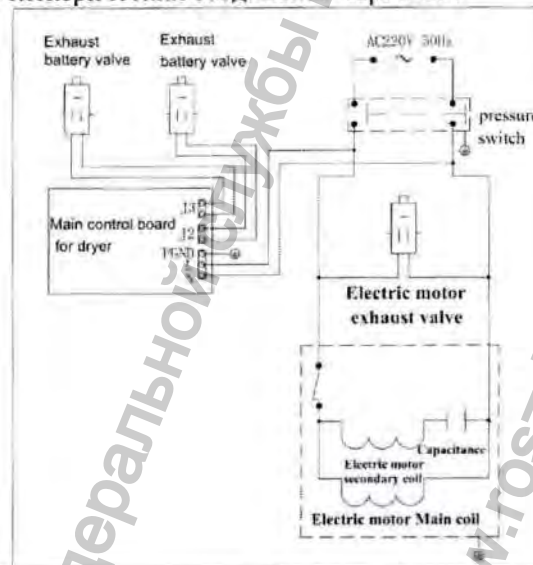 Exhaust
battery valve
Exhaust
battery valve
AC220V 50Hz
pressure
switch
Main control board
for dryer
J3
J2
PGND
Electric motor
exhaust valve
Capacitance
Electric motor
secondary coil
Electric motor Main coil